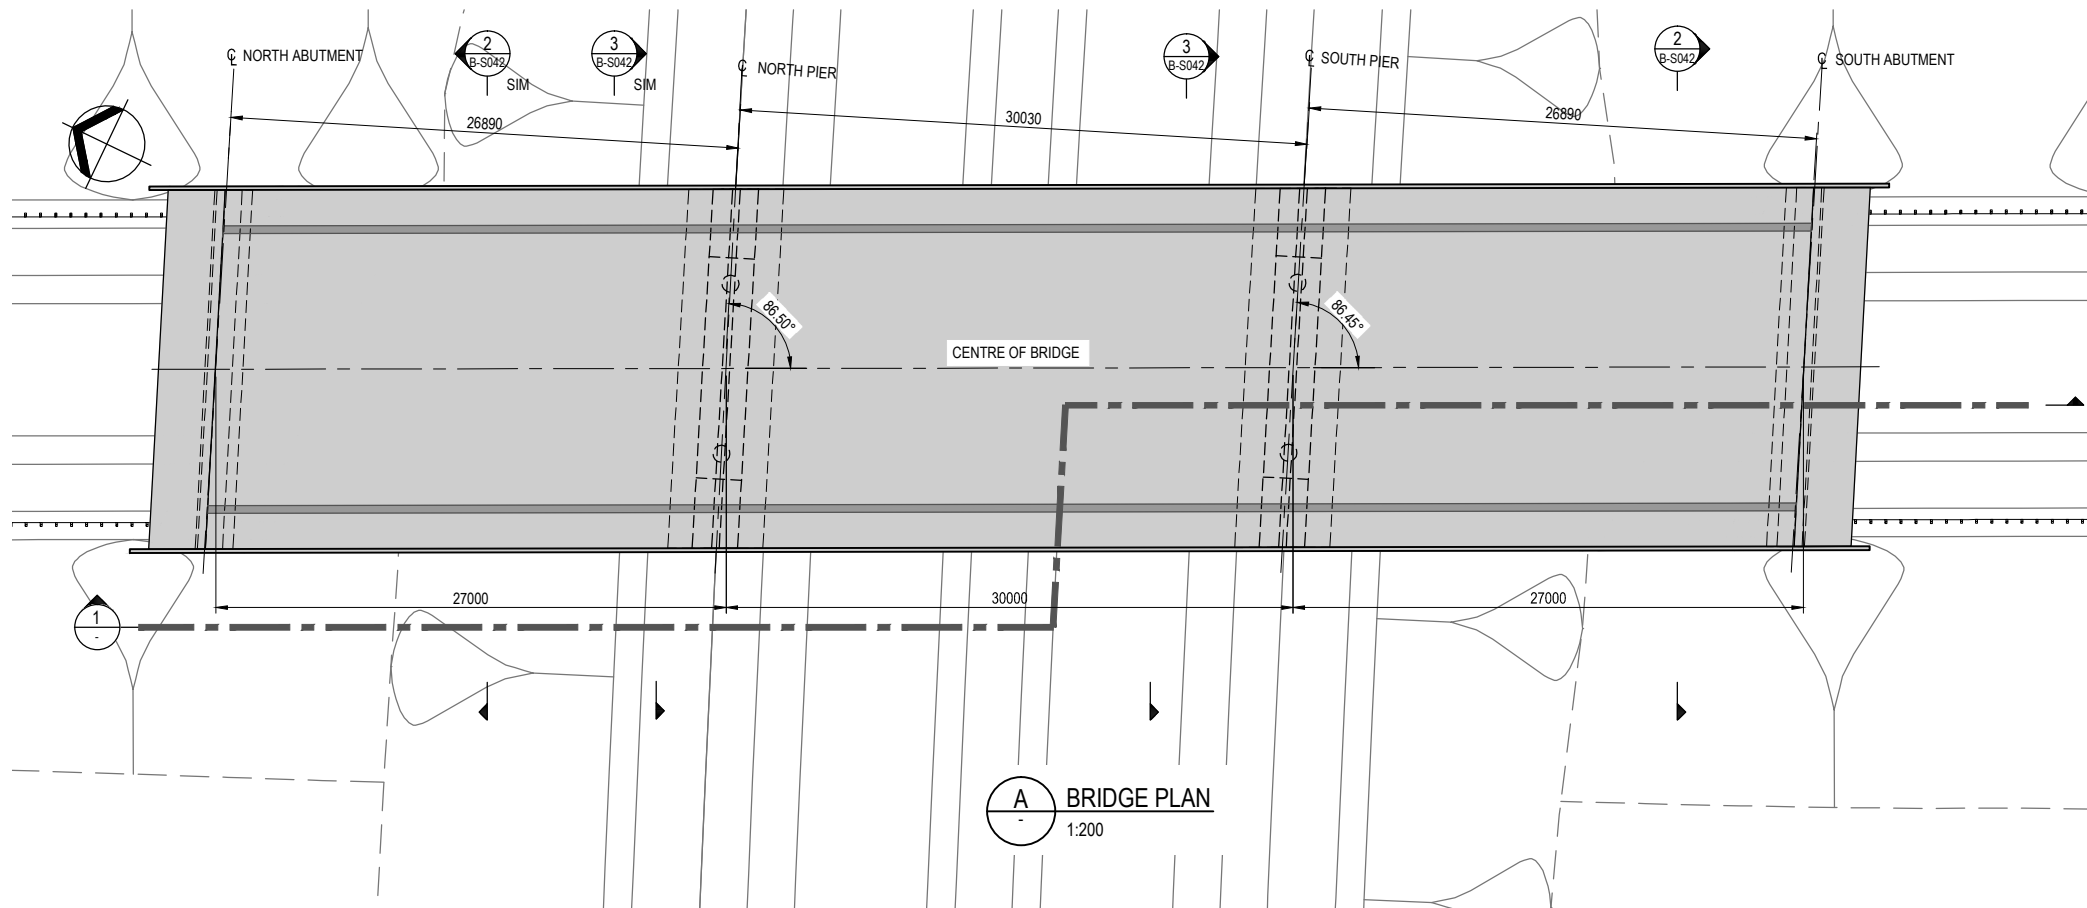 2
B-S042
SIM
3
B-S042
SIM
3
B-S042
2
B-S042
℄ NORTH ABUTMENT
℄ NORTH PIER
℄ SOUTH PIER
℄ SOUTH ABUTMENT
26890
30030
26890
86.50°
86.45°
CENTRE OF BRIDGE
27000
30000
27000
1
-
A
-
BRIDGE PLAN
1:200